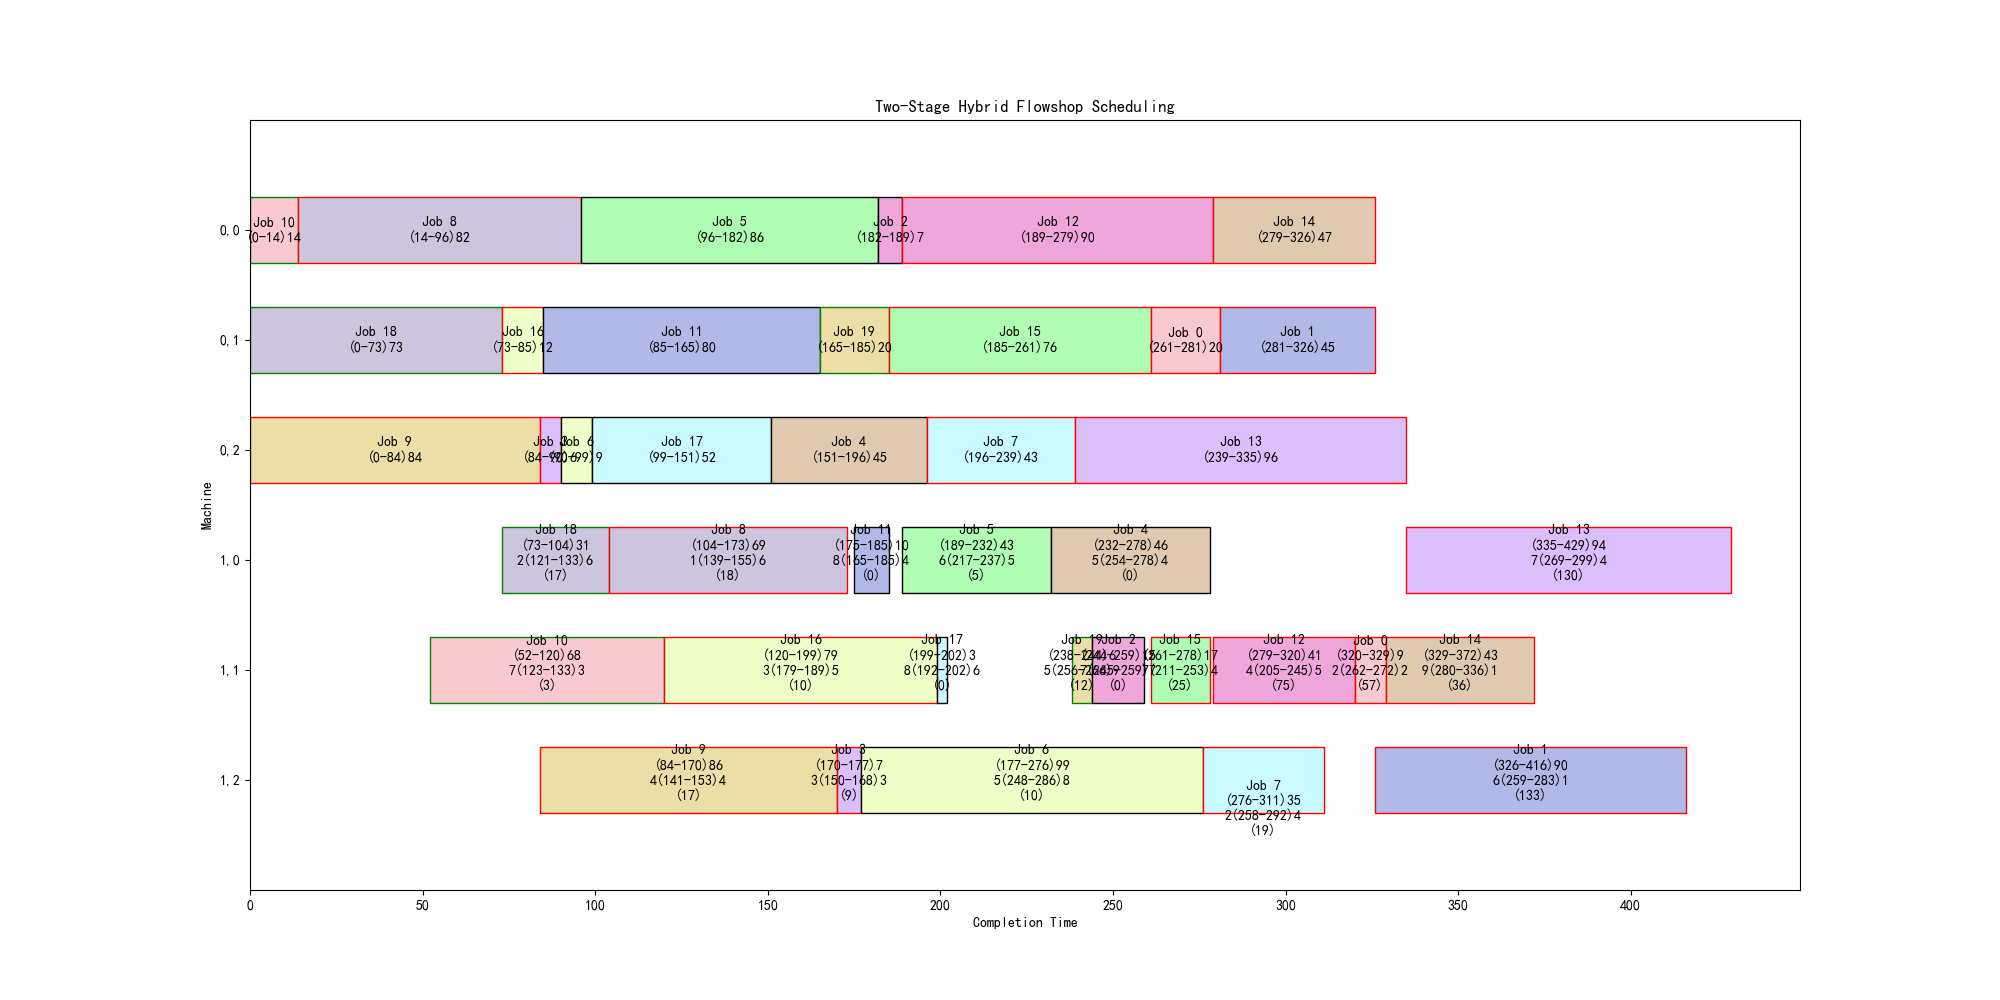 Two-Stage Hybrid Flowshop Scheduling
0,0
Job 10
(0-14)14
Job 8
(14-96)82
Job 5
(96-182)86
Job 2
(182-189)7
Job 12
(189-279)90
Job 14
(279-326)47
0,1
Job 18
(0-73)73
Job 16
(73-85)12
Job 11
(85-165)80
Job 19
(165-185)20
Job 15
(185-261)76
Job 0
(261-281)20
Job 1
(281-326)45
0,2
Job 9
(0-84)84
Job 3
(84-90)6
Job 6
(90-99)9
Job 17
(99-151)52
Job 4
(151-196)45
Job 7
(196-239)43
Job 13
(239-335)96
Machine
1,0
Job 18
(73-104)31
2(121-133)6
(17)
Job 8
(104-173)69
1(139-155)6
(18)
Job 11
(175-185)10
8(165-185)4
(0)
Job 5
(189-232)43
6(217-237)5
(5)
Job 4
(232-278)46
5(254-278)4
(0)
Job 13
(335-429)94
7(269-299)4
(130)
1,1
Job 10
(52-120)68
7(123-133)3
(3)
Job 16
(120-199)79
3(179-189)5
(10)
Job 17
(199-202)3
8(192-202)6
(0)
Job 19
(238-244)6
(12)
Job 2
(244-259)15
(0)
Job 15
(261-278)17
(211-253)4
(25)
Job 12
(279-320)41
4(205-245)5
(75)
Job 0
(320-329)9
2(262-272)2
(57)
Job 14
(329-372)43
9(280-336)1
(36)
1,2
Job 9
(84-170)86
4(141-153)4
(17)
Job 3
(170-177)7
3(150-168)3
(9)
Job 6
(177-276)99
5(248-286)8
(10)
Job 7
(276-311)35
2(258-292)4
(19)
Job 1
(326-416)90
6(259-283)1
(133)
0 50 100 150 200 250 300 350 400
Completion Time